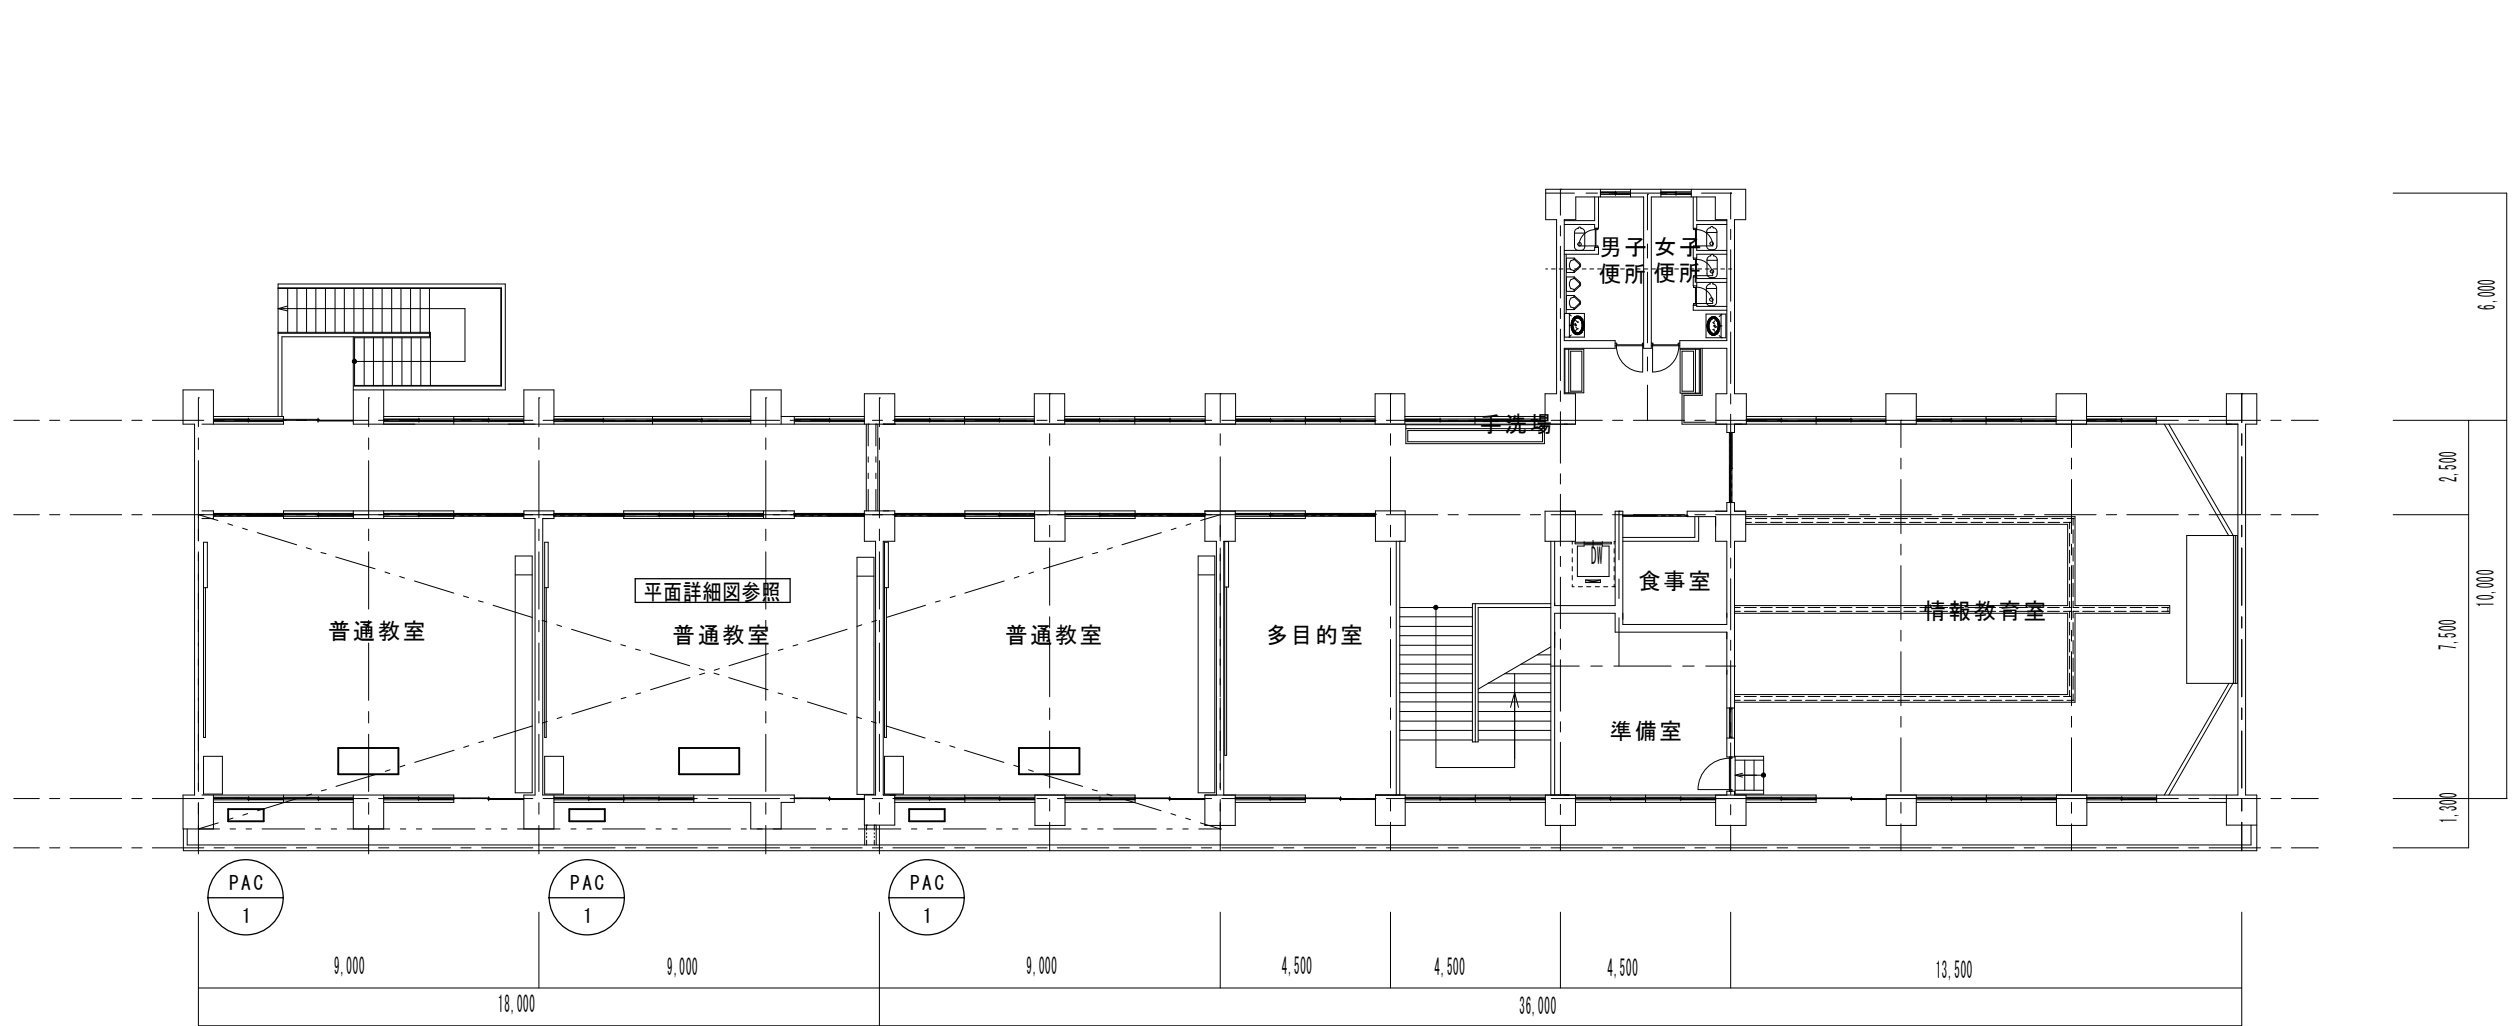 男子 女子
便所 便所
6,000
手洗場
2,500
DW
食事室
平面詳細図参照
10,000
普通教室
普通教室
普通教室
多目的室
情報教育室
7,500
準備室
1,300
PAC
1
PAC
1
PAC
1
9,000
9,000
9,000
4,500
4,500
4,500
13,500
18,000
36,000